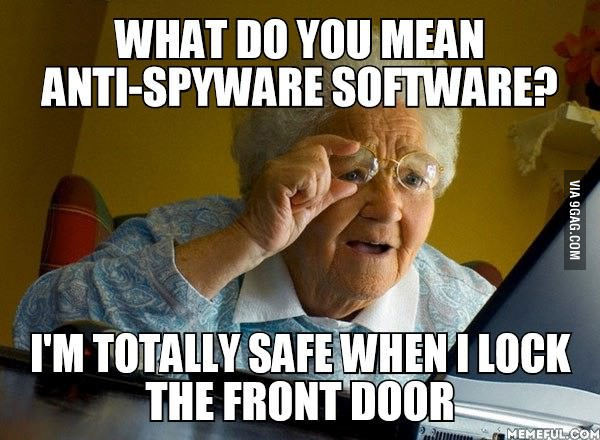 WHAT DO YOU MEAN
ANTI-SPYWARE SOFTWARE?
VIA 9GAG.COM
I'M TOTALLY SAFE WHEN I LOCK
THE FRONT DOOR
MEMEFUL.COM